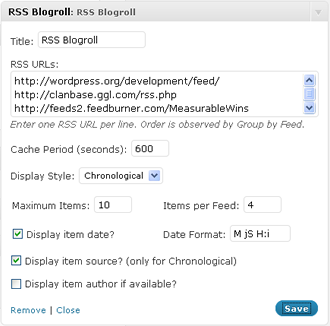 RSS Blogroll: RSS Blogroll
Title: RSS Blogroll
RSS URLs:
http://wordpress.org/development/feed/
http://clanbase.ggl.com/rss.php
http://feeds2.feedburner.com/MeasurableWins
Enter one RSS URL per line. Order is observed by Group by Feed.
Cache Period (seconds): 600
Display Style: Chronological
Maximum Items: 10 Items per Feed: 4
Display item date? Date Format: M jS H:i
Display item source? (only for Chronological)
Display item author if available?
Remove | Close Save